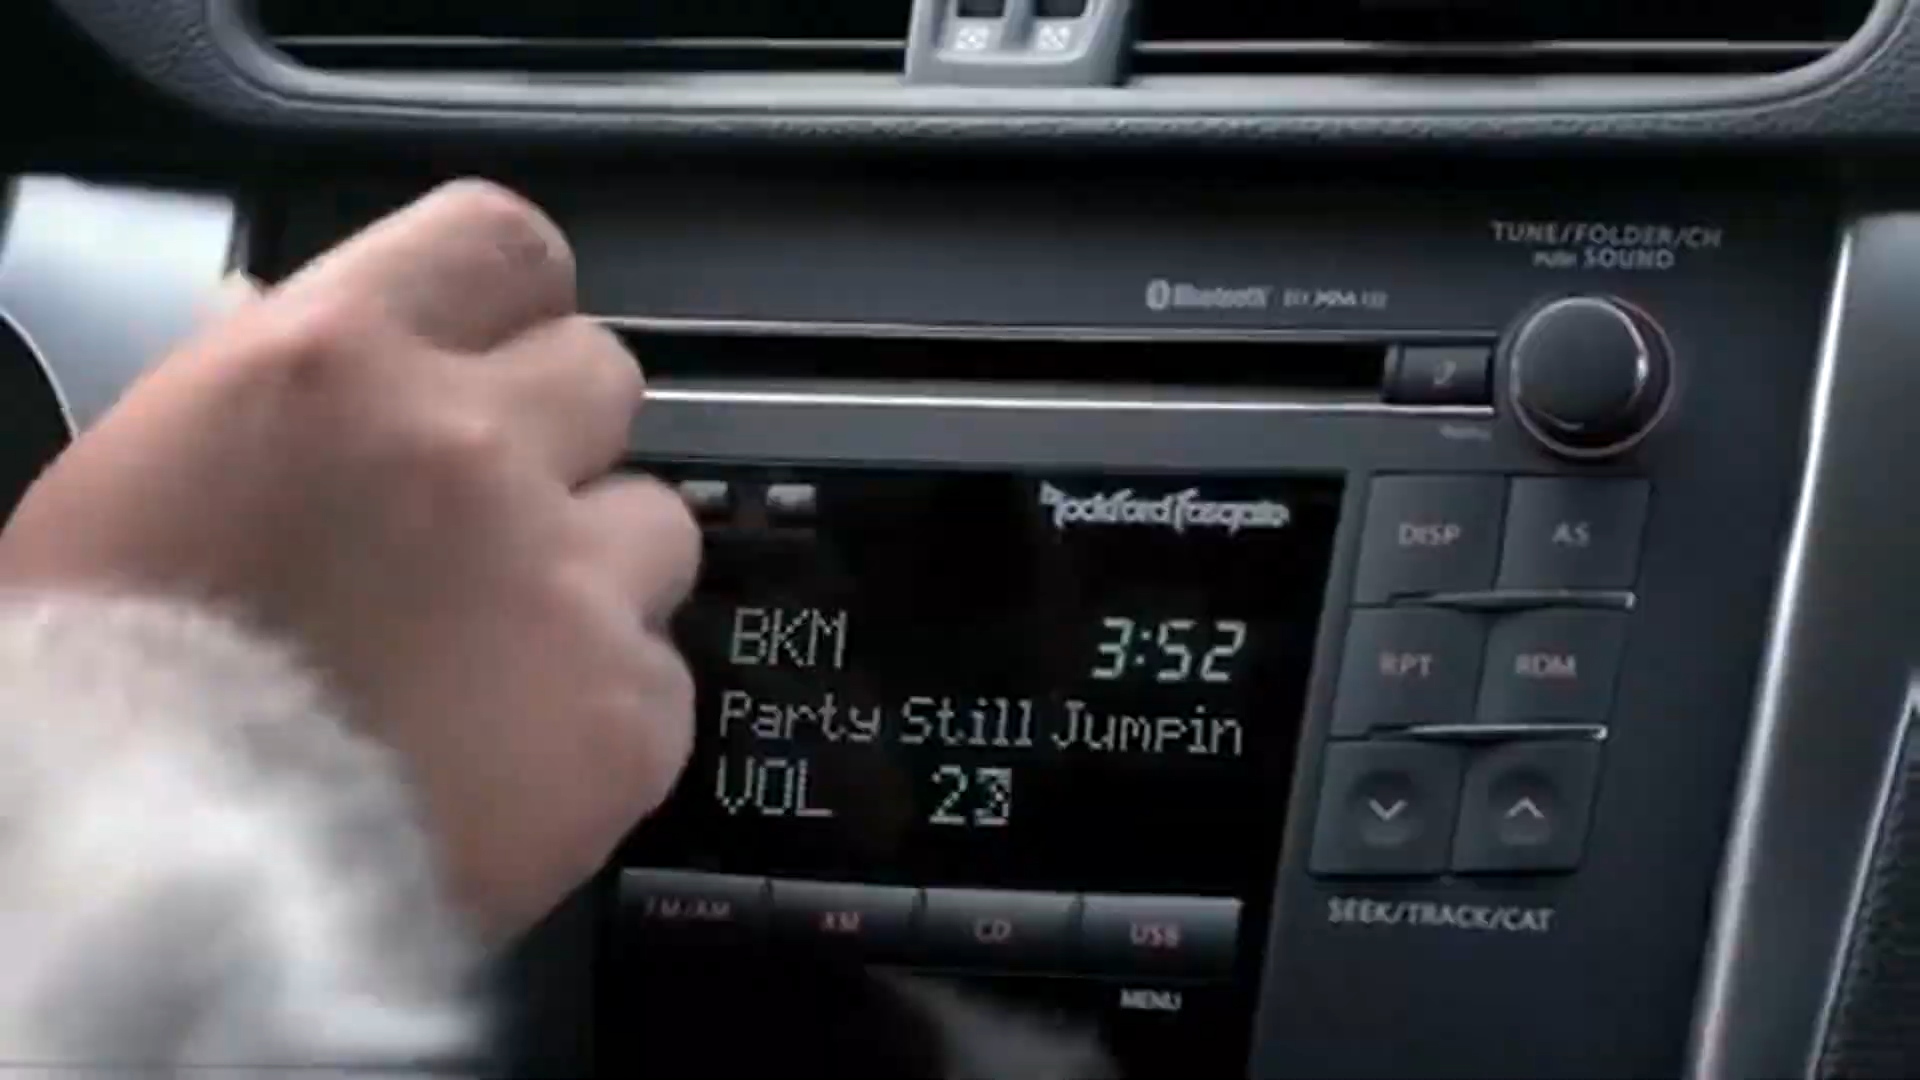 TUNE/FOLDER/CH
PUSH SOUND
Bluetooth
Rockford Fosgate
DISP
AS
BKM
3:52
RPT
RDM
Party Still Jumpin
VOL 23
FM/AM
XM
CD
USB
SEEK/TRACK/CAT
MENU